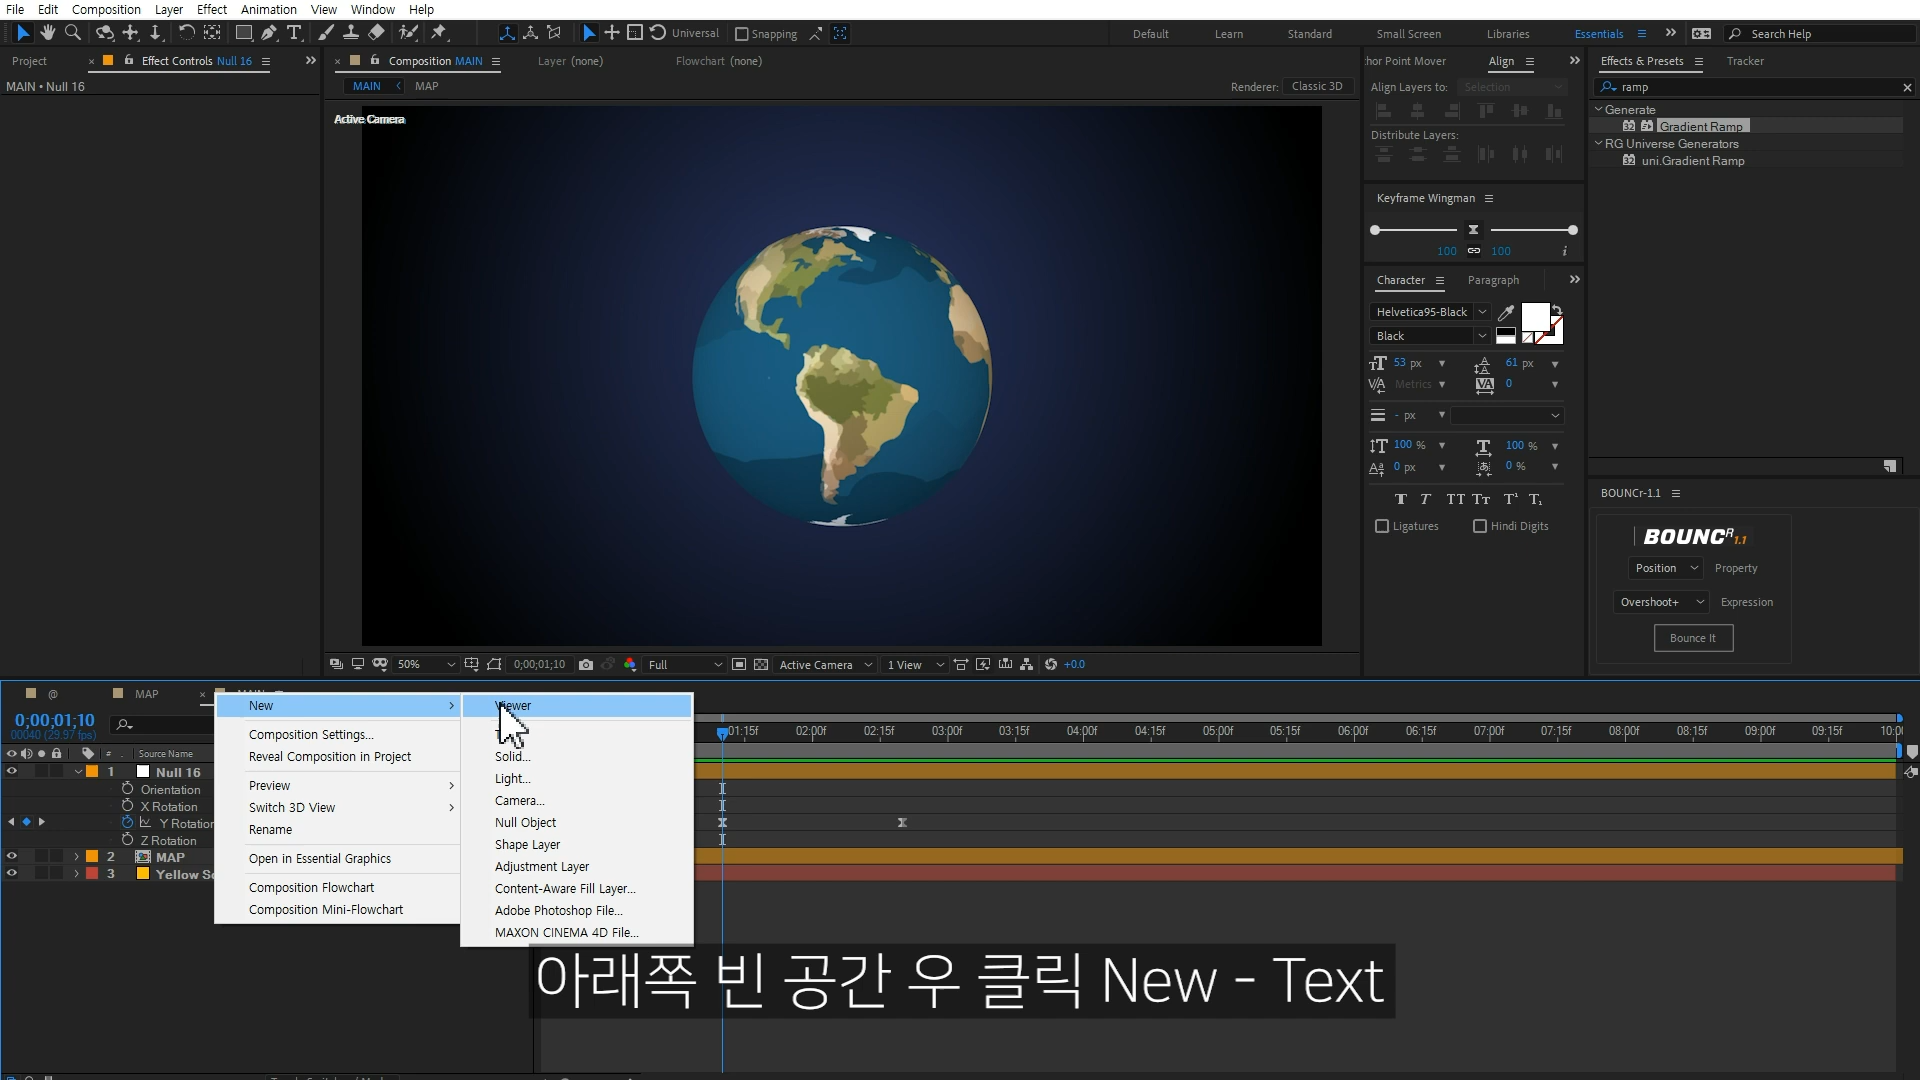 File Edit Composition Layer Effect Animation View Window Help
Universal Snapping Default Learn Standard Small Screen Libraries Essentials Search Help
Project Effect Controls Null 16 Composition MAIN Layer (none) Flowchart (none) hor Point Mover Align Effects & Presets Tracker
MAIN • Null 16 MAIN MAP Renderer: Classic 3D Align Layers to: Selection ramp
Active Camera
Generate
Gradient Ramp
Distribute Layers:
RG Universe Generators
uni.Gradient Ramp
Keyframe Wingman
100 100
Character Paragraph
Helvetica95-Black
Black
53 px 61 px
Metrics 0
- px
100 % 100 %
0 px 0 %
Ligatures Hindi Digits
BOUNCr-1.1
BOUNCR 1.1
Position Property
Overshoot+ Expression
Bounce It
50% 0;00;01;10 Full Active Camera 1 View +0.0
@ MAP MAIN
0;00;01;10
00040 (29.97 fps)
01:15f 02:00f 02:15f 03:00f 03:15f 04:00f 04:15f 05:00f 05:15f 06:00f 06:15f 07:00f 07:15f 08:00f 08:15f 09:00f 09:15f 10:0
# Source Name
1 Null 16
Orientation
X Rotation
Y Rotation
Z Rotation
2 MAP
3 Yellow So
New
Composition Settings...
Reveal Composition in Project
Preview
Switch 3D View
Rename
Open in Essential Graphics
Composition Flowchart
Composition Mini-Flowchart
Viewer
Solid...
Light...
Camera...
Null Object
Shape Layer
Adjustment Layer
Content-Aware Fill Layer...
Adobe Photoshop File...
MAXON CINEMA 4D File...
아래쪽 빈 공간 우 클릭 New - Text